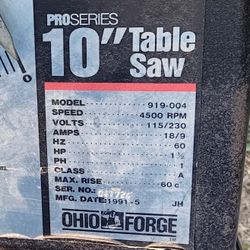 PROSERIES
10" Table Saw
MODEL 919-004
SPEED 4500 RPM
VOLTS 115/230
AMPS 18/9
HZ 60
HP 1½
PH 1
CLASS A
MAX. RISE 60 c
SER. NO.:
MFG. DATE: 1991-5 JH
OHIO FORGE